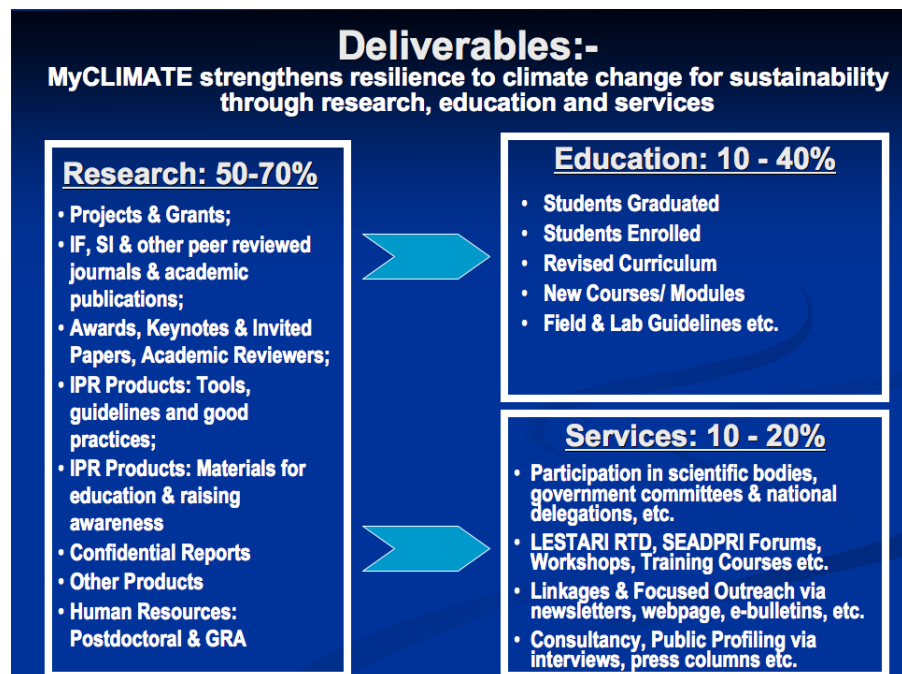 Deliverables:-
MyCLIMATE strengthens resilience to climate change for sustainability
through research, education and services
Research: 50-70%
• Projects & Grants;
• IF, SI & other peer reviewed
journals & academic
publications;
• Awards, Keynotes & Invited
Papers, Academic Reviewers;
• IPR Products: Tools,
guidelines and good
practices;
• IPR Products: Materials for
education & raising
awareness
• Confidential Reports
• Other Products
• Human Resources:
Postdoctoral & GRA
Education: 10 - 40%
• Students Graduated
• Students Enrolled
• Revised Curriculum
• New Courses/ Modules
• Field & Lab Guidelines etc.
Services: 10 - 20%
• Participation in scientific bodies,
government committees & national
delegations, etc.
• LESTARI RTD, SEADPRI Forums,
Workshops, Training Courses etc.
• Linkages & Focused Outreach via
newsletters, webpage, e-bulletins, etc.
• Consultancy, Public Profiling via
interviews, press columns etc.